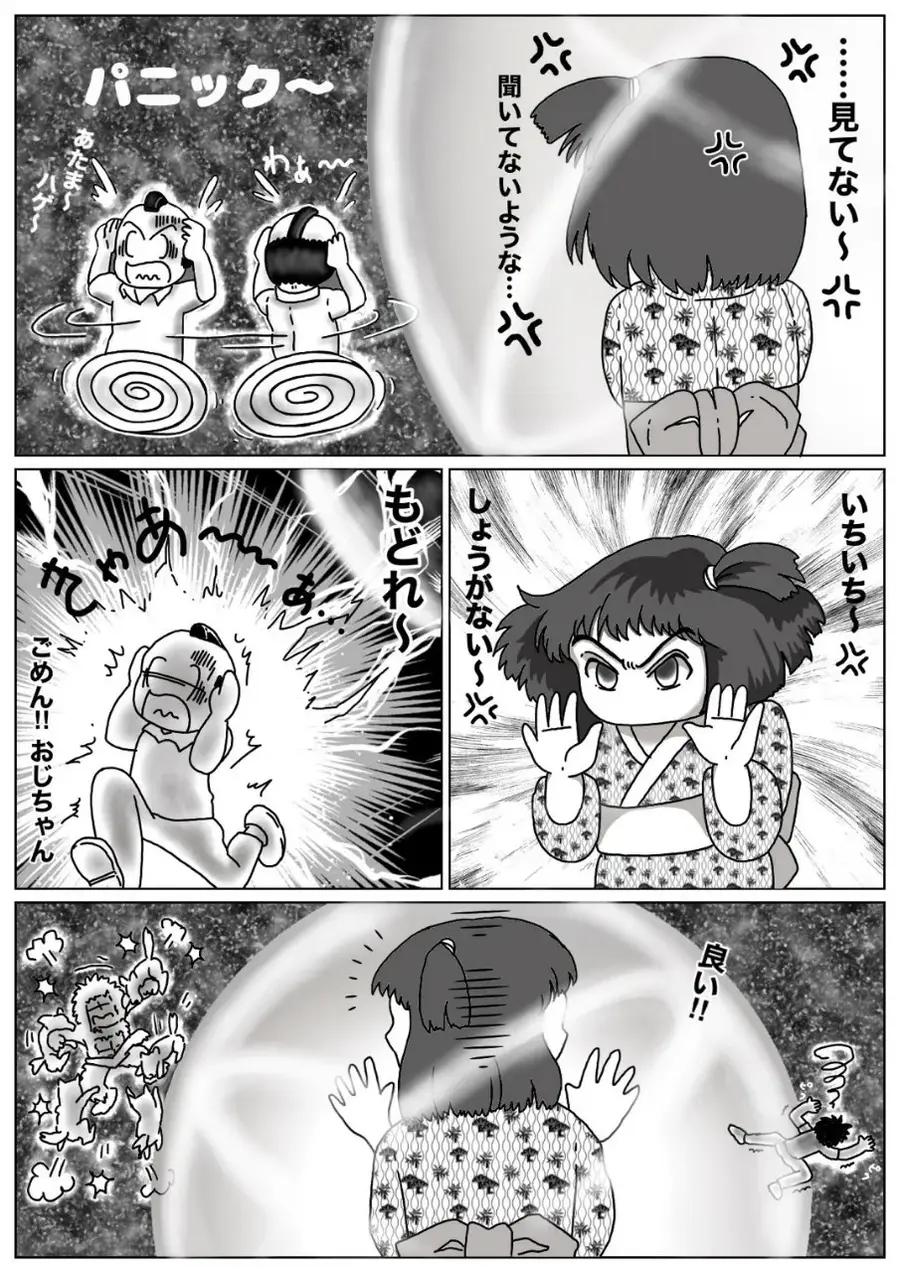 ……見てない〜
聞いてないような…
パニック〜
わぁ〜
あたま〜
ハゲ〜
いちいち〜
しょうがない〜
もどれ〜
きゃあ〜〜ぁ…
ごめん!! おじちゃん
良い!!